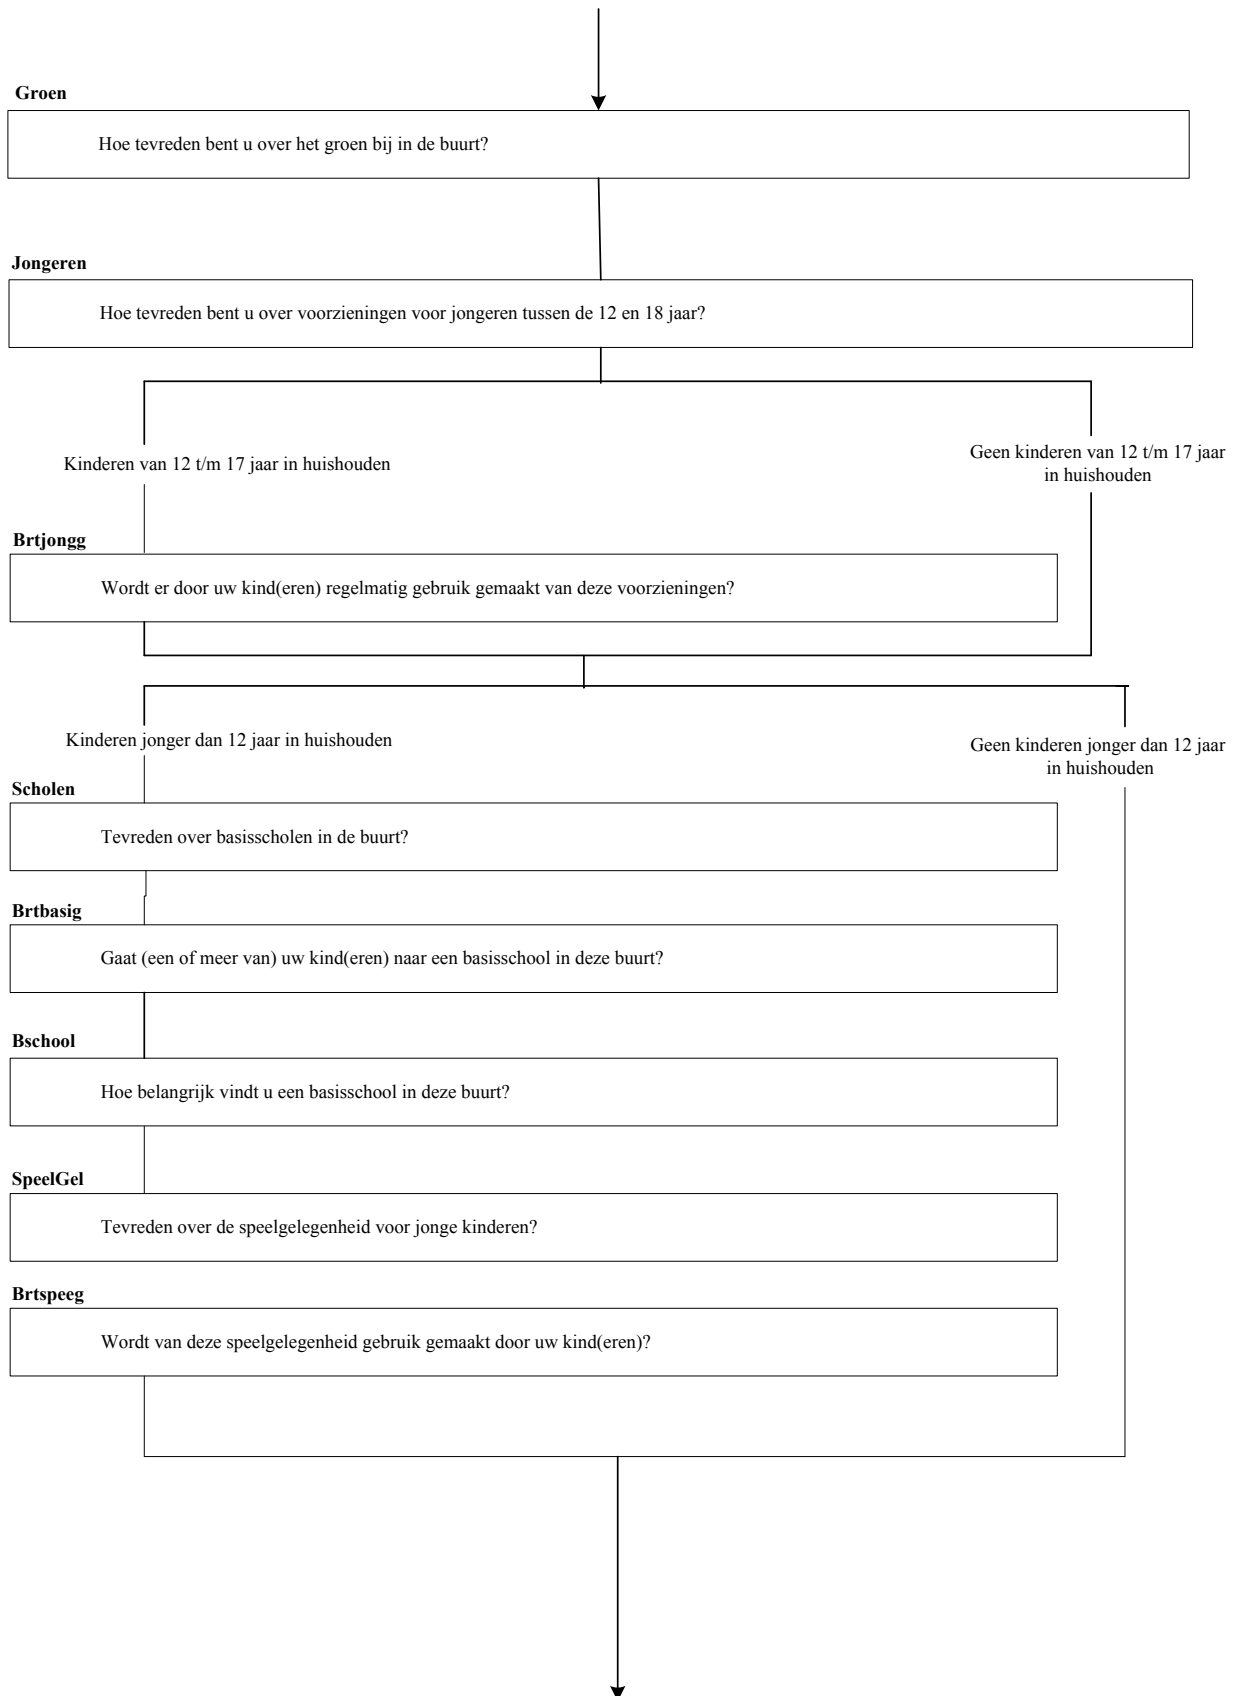 Groen
Hoe tevreden bent u over het groen bij in de buurt?
Jongeren
Hoe tevreden bent u over voorzieningen voor jongeren tussen de 12 en 18 jaar?
Kinderen van 12 t/m 17 jaar in huishouden
Geen kinderen van 12 t/m 17 jaar
in huishouden
Brtjongg
Wordt er door uw kind(eren) regelmatig gebruik gemaakt van deze voorzieningen?
Kinderen jonger dan 12 jaar in huishouden
Geen kinderen jonger dan 12 jaar
in huishouden
Scholen
Tevreden over basisscholen in de buurt?
Brtbasig
Gaat (een of meer van) uw kind(eren) naar een basisschool in deze buurt?
Bschool
Hoe belangrijk vindt u een basisschool in deze buurt?
SpeelGel
Tevreden over de speelgelegenheid voor jonge kinderen?
Brtspeeg
Wordt van deze speelgelegenheid gebruik gemaakt door uw kind(eren)?